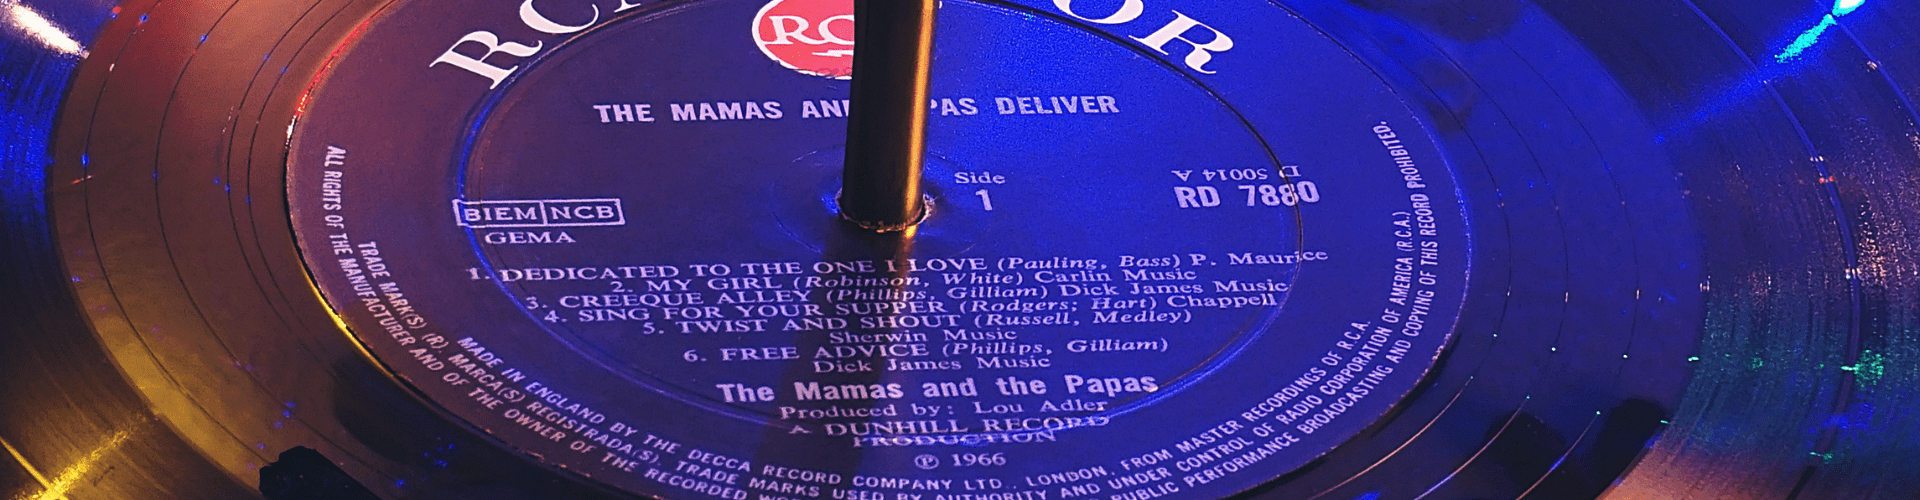 RCA VICTOR
RCA
THE MAMAS AND PAPAS DELIVER
Side
1
D 50014 A
RD 7880
BIEM NCB
GEMA
1. DEDICATED TO THE ONE I LOVE (Pauling, Bass) P. Maurice
2. MY GIRL (Robinson, White) Carlin Music
3. CREEQUE ALLEY (Phillips, Gilliam) Dick James Music
4. SING FOR YOUR SUPPER (Rodgers; Hart) Chappell
5. TWIST AND SHOUT (Russell, Medley)
Sherwin Music
6. FREE ADVICE (Phillips, Gilliam)
Dick James Music
The Mamas and the Papas
Produced by: Lou Adler
A DUNHILL RECORD
PRODUCTION
℗ 1966
ALL RIGHTS OF THE MANUFACTURER AND OF THE OWNER OF THE RECORDED
TRADE MARK(S) (R). MARCA(S) REGISTRADA(S). TRADE MARKS USED BY AUTHORITY AND UNDER CONTROL OF RADIO CORPORATION OF AMERICA (R.C.A.)
MADE IN ENGLAND BY THE DECCA RECORD COMPANY LTD., LONDON, FROM MASTER RECORDINGS OF R.C.A.
PUBLIC PERFORMANCE BROADCASTING AND COPYING OF THIS RECORD PROHIBITED.